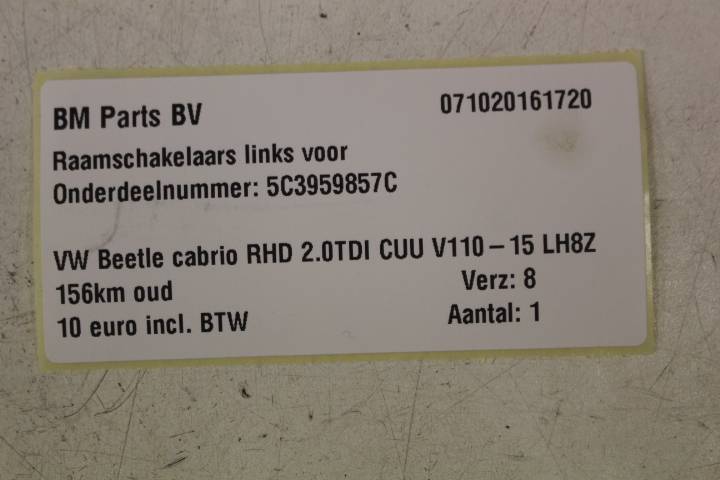 BM Parts BV 071020161720
Raamschakelaars links voor
Onderdeelnummer: 5C3959857C
VW Beetle cabrio RHD 2.0TDI CUU V110-15 LH8Z
156km oud Verz: 8
10 euro incl. BTW Aantal: 1